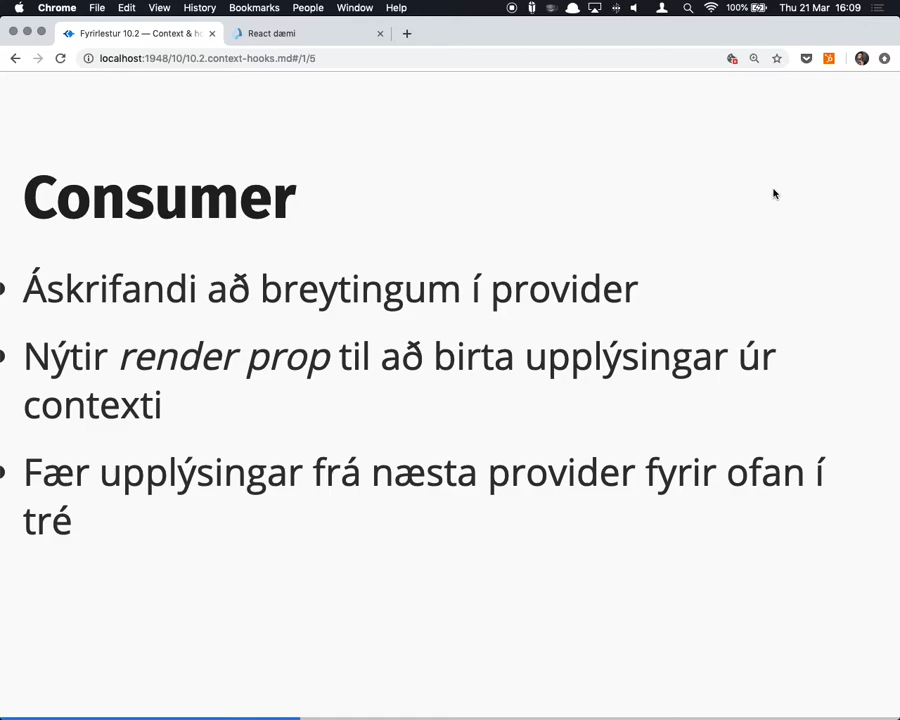 Chrome File Edit View History Bookmarks People Window Help 100% Thu 21 Mar 16:09
Fyrirlestur 10.2 — Context & ho React dæmi
localhost:1948/10/10.2.context-hooks.md#/1/5
Consumer
• Áskrifandi að breytingum í provider
• Nýtir render prop til að birta upplýsingar úr
contexti
• Fær upplýsingar frá næsta provider fyrir ofan í
tré